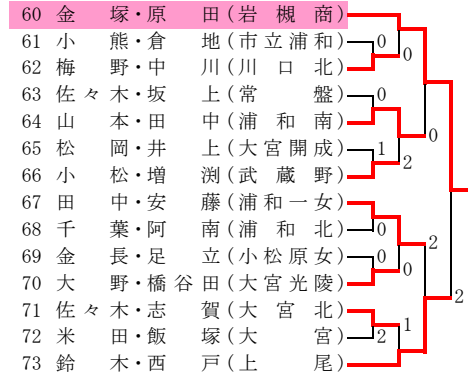 60 金塚・原田(岩槻商)
61 小熊・倉地(市立浦和)
0
0
62 梅野・中川(川口北)
63 佐々木・坂上(常盤)
0
64 山本・田中(浦和南)
0
65 松岡・井上(大宮開成)
1
2
66 小松・増渕(武蔵野)
67 田中・安藤(浦和一女)
68 千葉・阿南(浦和北)
0
2
69 金長・足立(小松原女)
0
0
70 大野・橋谷田(大宮光陵)
2
71 佐々木・志賀(大宮北)
1
72 米田・飯塚(大宮)
2
73 鈴木・西戸(上尾)